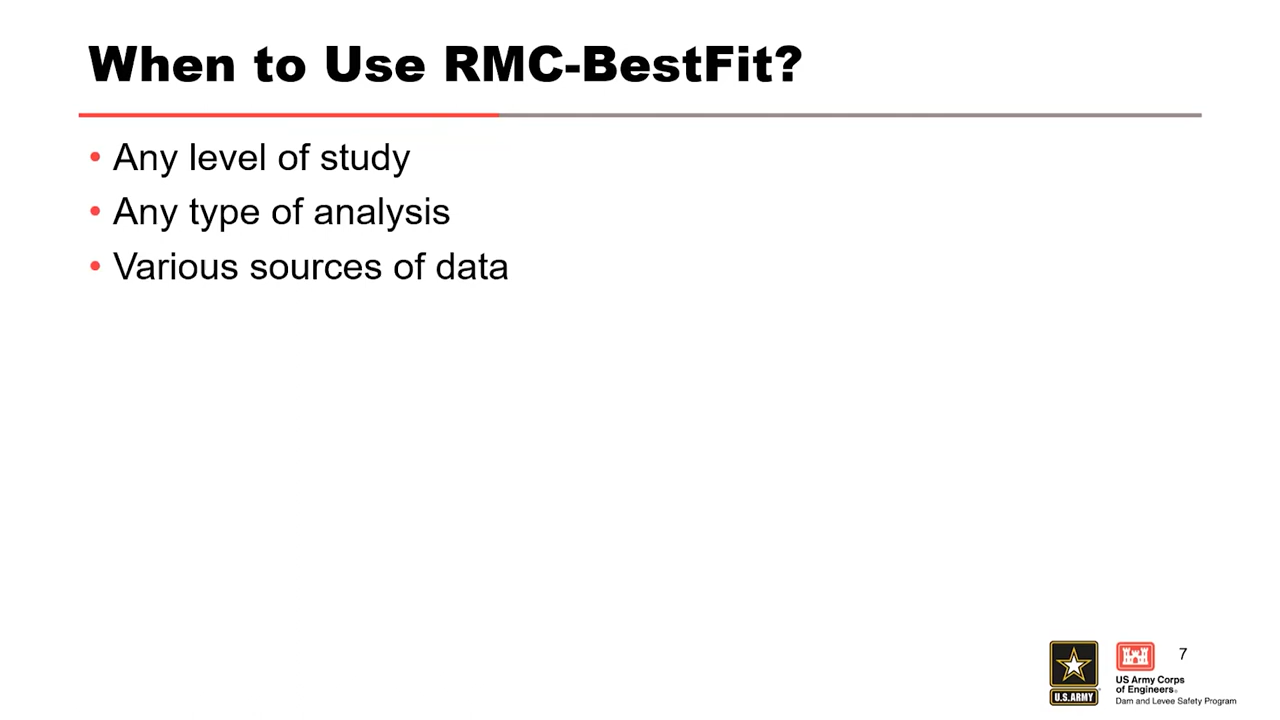 When to Use RMC-BestFit?
• Any level of study
• Any type of analysis
• Various sources of data
U.S.ARMY
US Army Corps
of Engineers®
Dam and Levee Safety Program
7